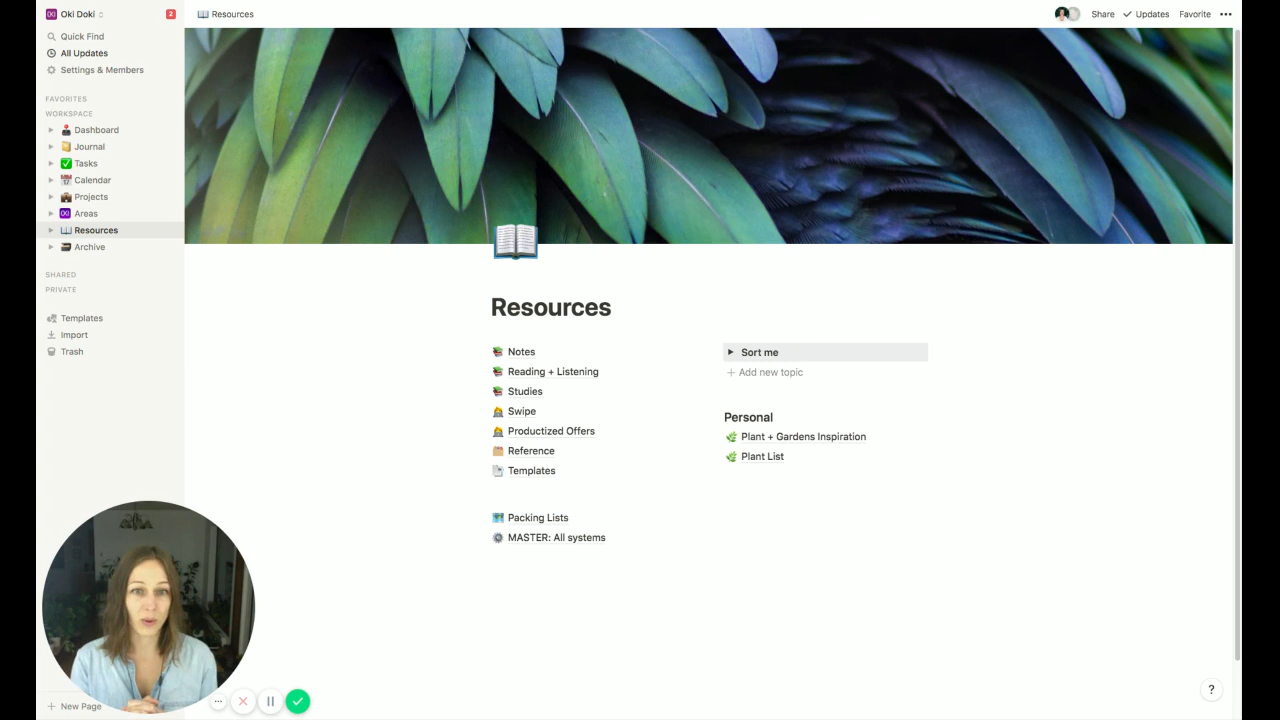 OKI Oki Doki 2
Quick Find
All Updates
Settings & Members
FAVORITES
WORKSPACE
Dashboard
Journal
Tasks
Calendar
Projects
OKI Areas
Resources
Archive
SHARED
PRIVATE
Templates
Import
Trash
New Page
Resources
Share Updates Favorite
Resources
Notes
Reading + Listening
Studies
Swipe
Productized Offers
Reference
Templates
Packing Lists
MASTER: All systems
Sort me
Add new topic
Personal
Plant + Gardens Inspiration
Plant List
?